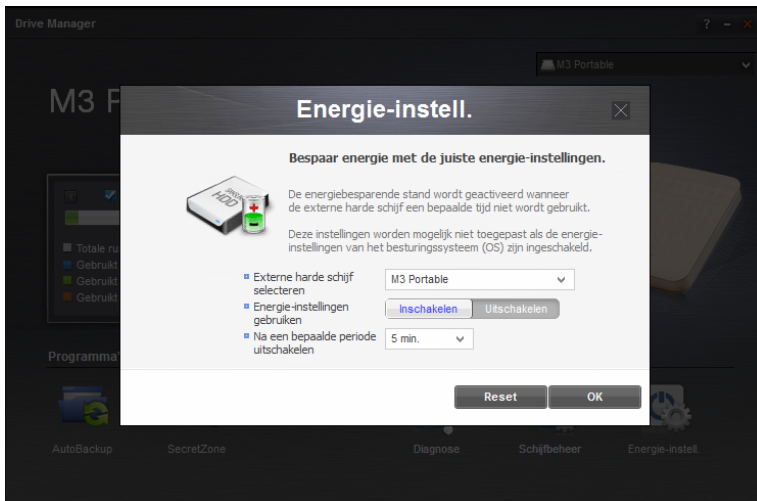 Drive Manager
? –
M3 Portable
M3 P
Energie-instell.
Bespaar energie met de juiste energie-instellingen.
SAMSUNG
HDD
De energiebesparende stand wordt geactiveerd wanneer
de externe harde schijf een bepaalde tijd niet wordt gebruikt.
Deze instellingen worden mogelijk niet toegepast als de energie-
instellingen van het besturingssysteem (OS) zijn ingeschakeld.
Totale ru
Gebruikt
Gebruikt
Gebruikt
Externe harde schijf
selecteren
M3 Portable
Energie-instellingen
gebruiken
Inschakelen Uitschakelen
Na een bepaalde periode
uitschakelen
5 min.
Programma'
Reset OK
AutoBackup SecretZone Diagnose Schijfbeheer Energie-instell.